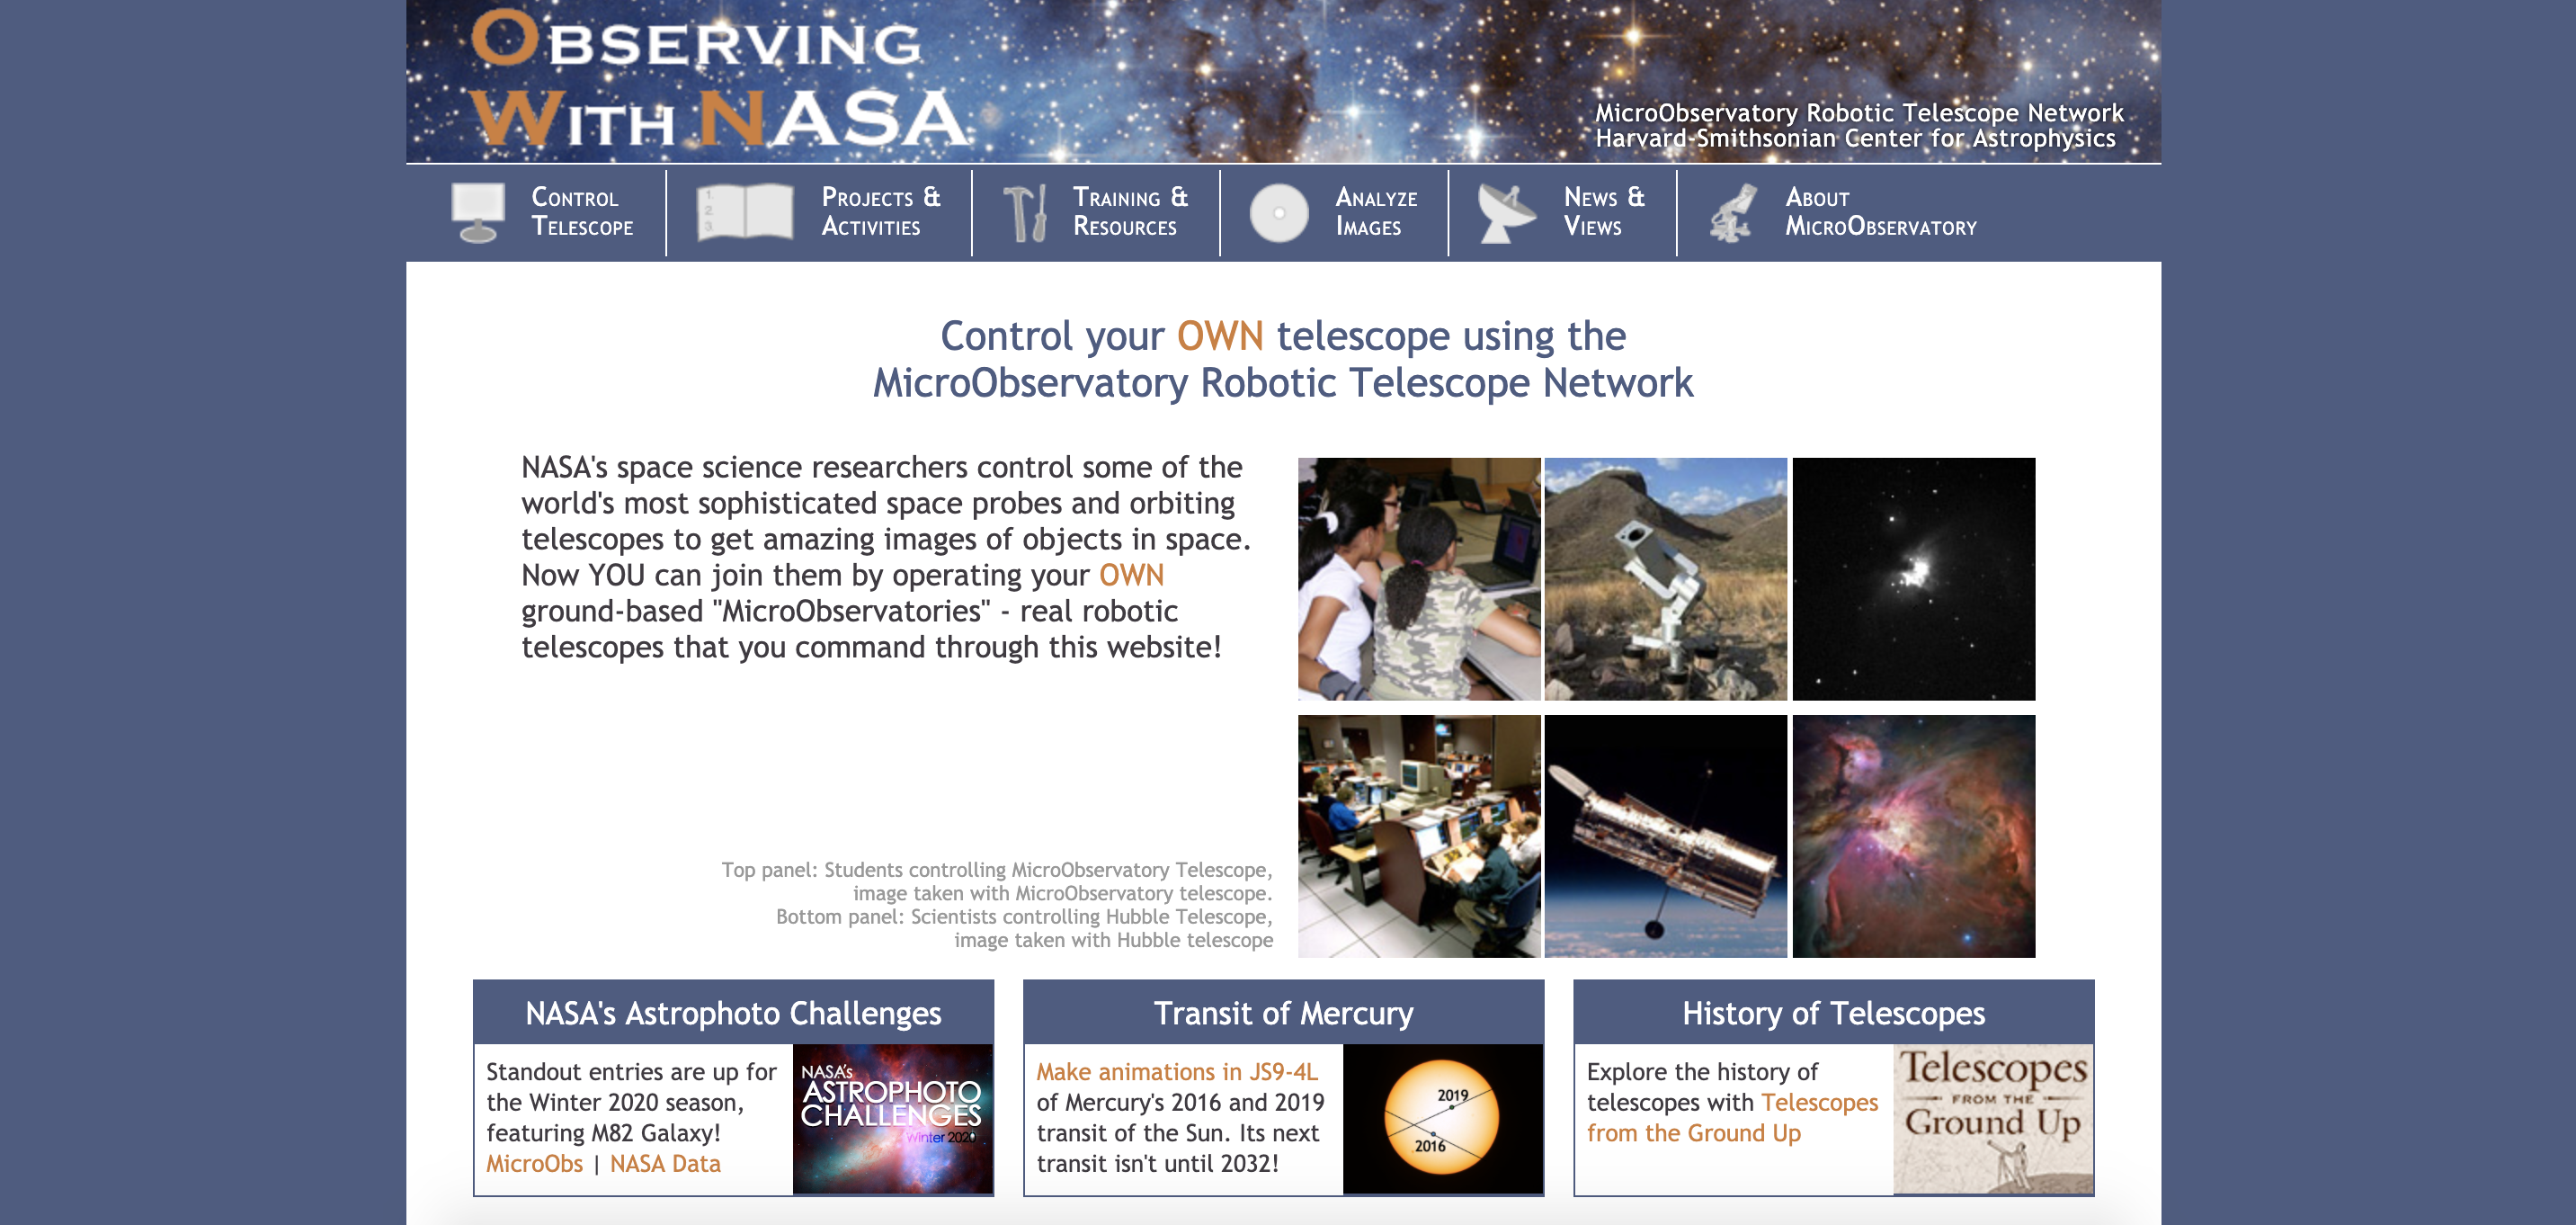 OBSERVING
WITH NASA
MicroObservatory Robotic Telescope Network
Harvard-Smithsonian Center for Astrophysics
CONTROL
TELESCOPE
1.
2.
3.
PROJECTS &
ACTIVITIES
TRAINING &
RESOURCES
ANALYZE
IMAGES
NEWS &
VIEWS
ABOUT
MICROOBSERVATORY
Control your OWN telescope using the
MicroObservatory Robotic Telescope Network
NASA's space science researchers control some of the
world's most sophisticated space probes and orbiting
telescopes to get amazing images of objects in space.
Now YOU can join them by operating your OWN
ground-based "MicroObservatories" - real robotic
telescopes that you command through this website!
Top panel: Students controlling MicroObservatory Telescope,
image taken with MicroObservatory telescope.
Bottom panel: Scientists controlling Hubble Telescope,
image taken with Hubble telescope
NASA's Astrophoto Challenges
Standout entries are up for
the Winter 2020 season,
featuring M82 Galaxy!
MicroObs | NASA Data
NASA's
ASTROPHOTO
CHALLENGES
Winter 2020
Transit of Mercury
Make animations in JS9-4L
of Mercury's 2016 and 2019
transit of the Sun. Its next
transit isn't until 2032!
2019
2016
History of Telescopes
Explore the history of
telescopes with Telescopes
from the Ground Up
Telescopes
FROM THE
Ground Up